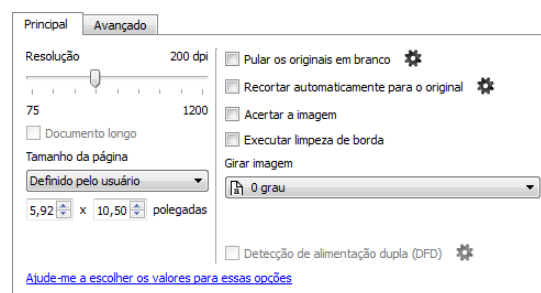 Principal Avançado
Resolução 200 dpi
75 1200
Documento longo
Tamanho da página
Definido pelo usuário
5,92 x 10,50 polegadas
Pular os originais em branco
Recortar automaticamente para o original
Acertar a imagem
Executar limpeza de borda
Girar imagem
a 0 grau
Detecção de alimentação dupla (DFD)
Ajude-me a escolher os valores para essas opções